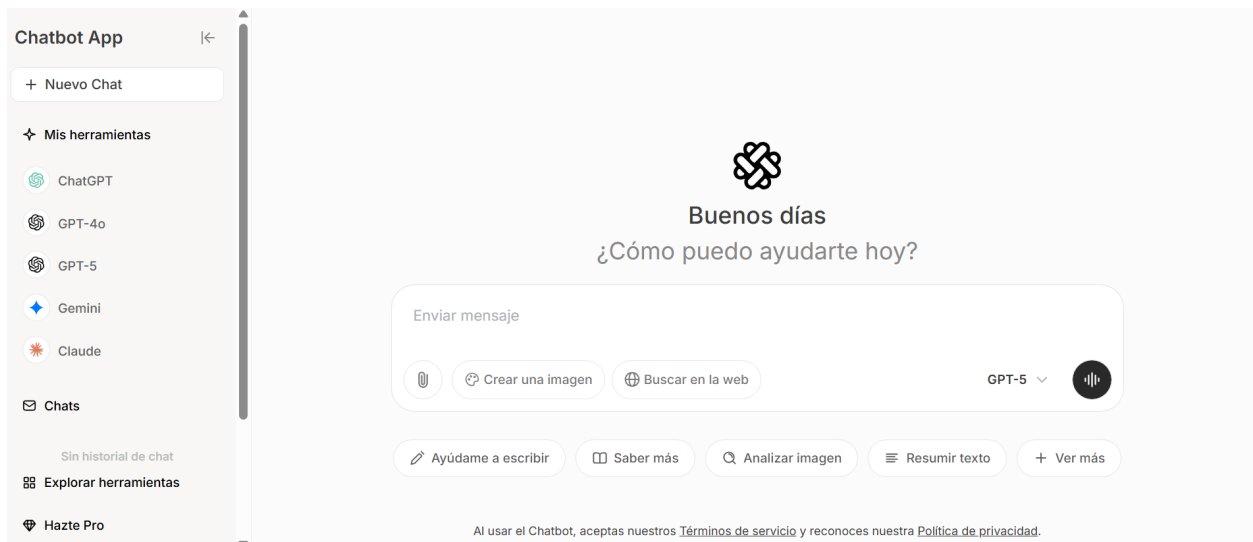 Chatbot App
Nuevo Chat
Mis herramientas
ChatGPT
GPT-4o
GPT-5
Gemini
Claude
Chats
Sin historial de chat
Explorar herramientas
Hazte Pro
Buenos días
¿Cómo puedo ayudarte hoy?
Enviar mensaje
Crear una imagen
Buscar en la web
GPT-5
Ayúdame a escribir
Saber más
Analizar imagen
Resumir texto
Ver más
Al usar el Chatbot, aceptas nuestros Términos de servicio y reconoces nuestra Política de privacidad.